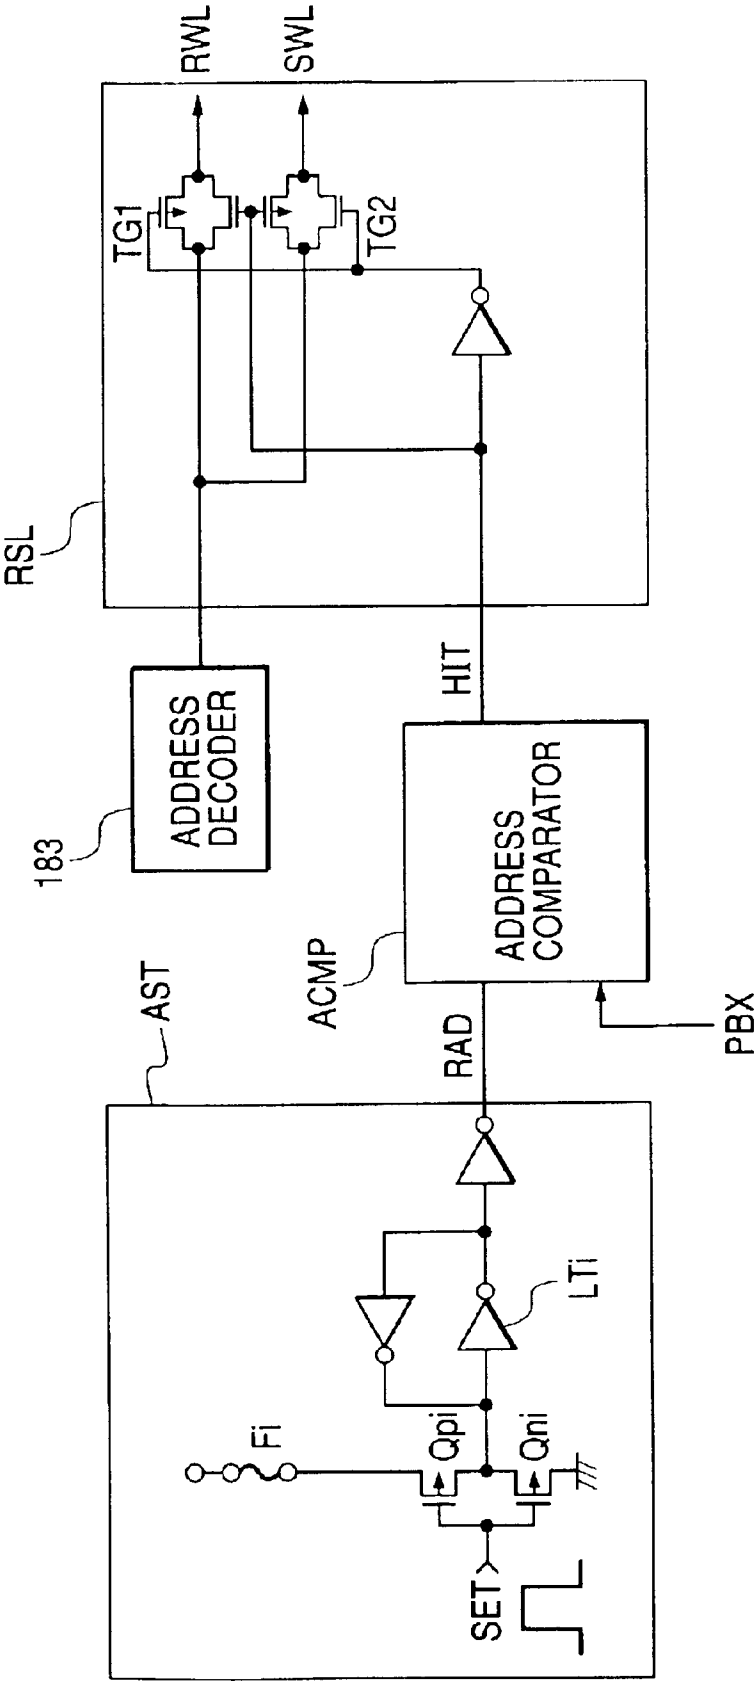 AST
Fi
Qpi
Qni
SET
LTi
RAD
PBX
ACMP
ADDRESS
COMPARATOR
HIT
183
ADDRESS
DECODER
RSL
TG1
TG2
RWL
SWL